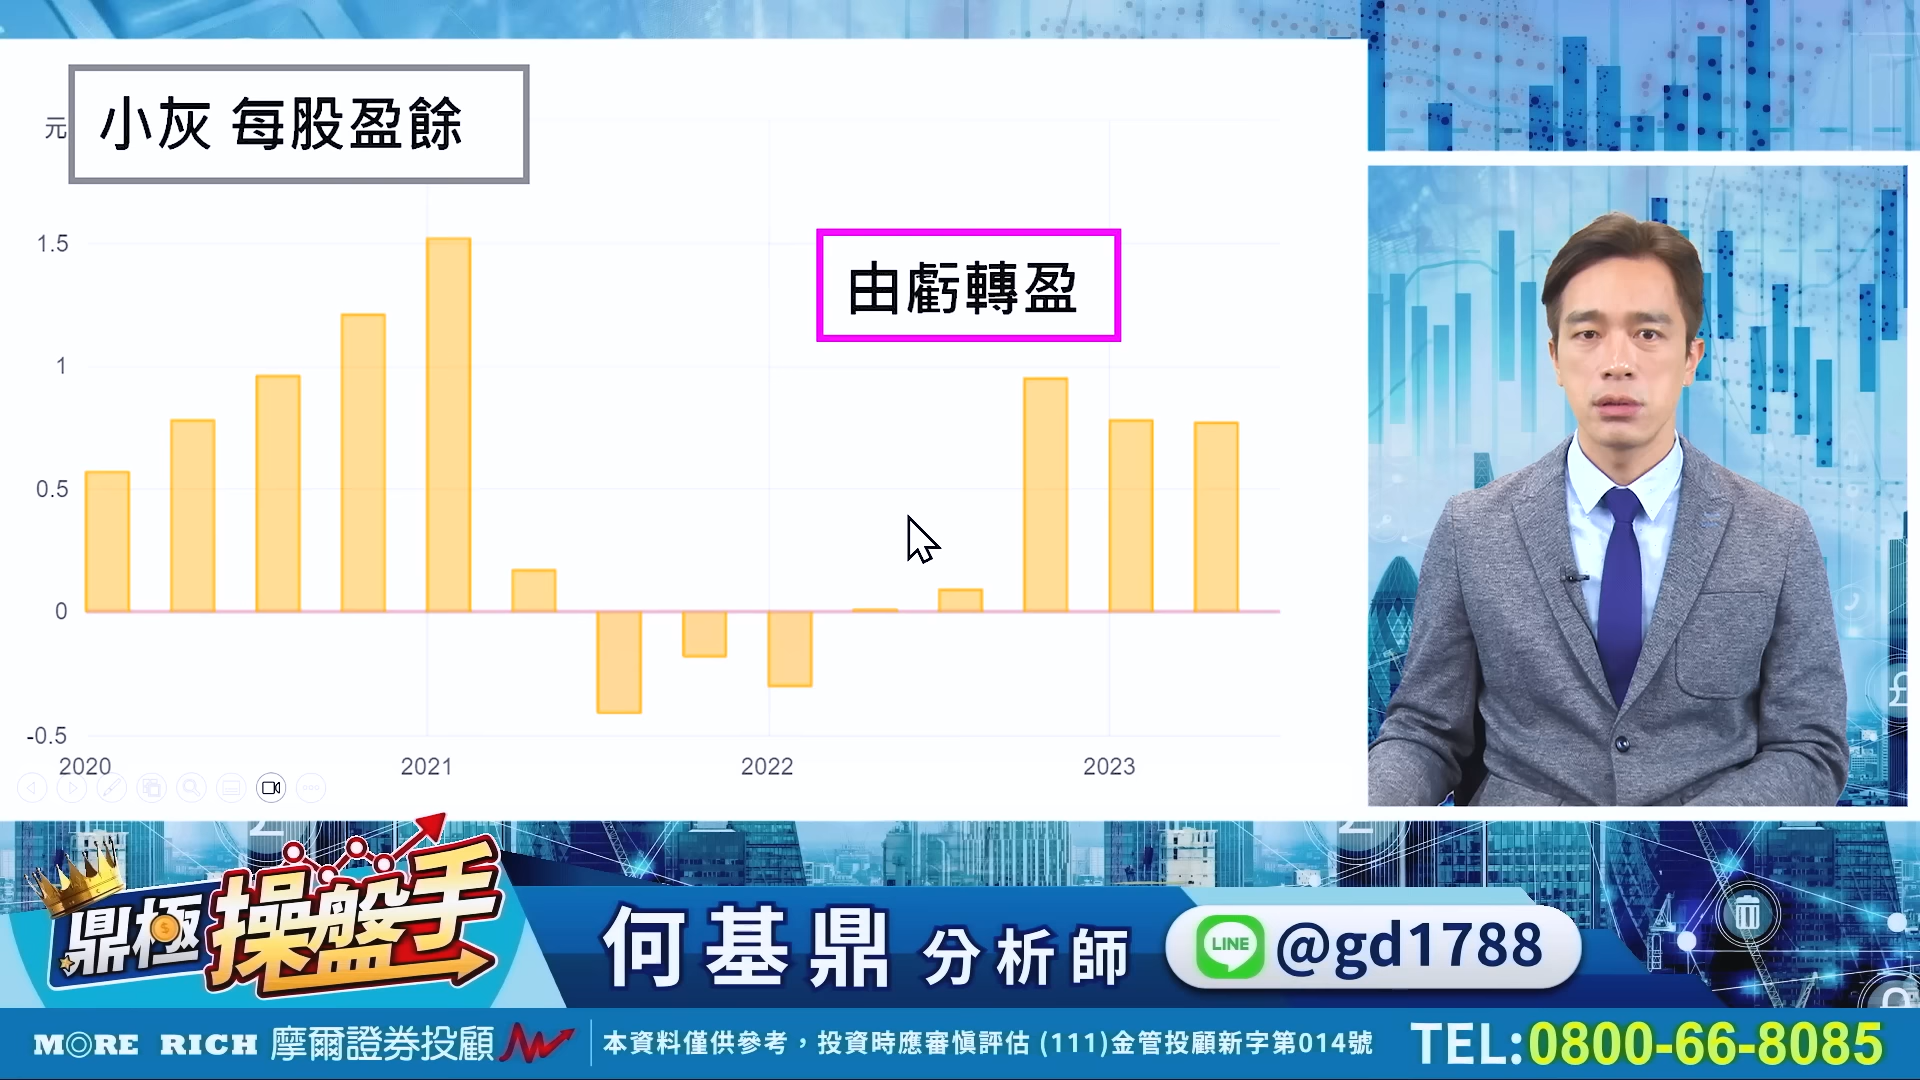 小灰 每股盈餘
元
1.5
由虧轉盈
1
0.5
0
-0.5
2020 2021 2022 2023
鼎極操盤手
何基鼎 分析師
LINE @gd1788
MORE RICH 摩爾證券投顧
本資料僅供參考，投資時應審慎評估 (111)金管投顧新字第014號
TEL:0800-66-8085